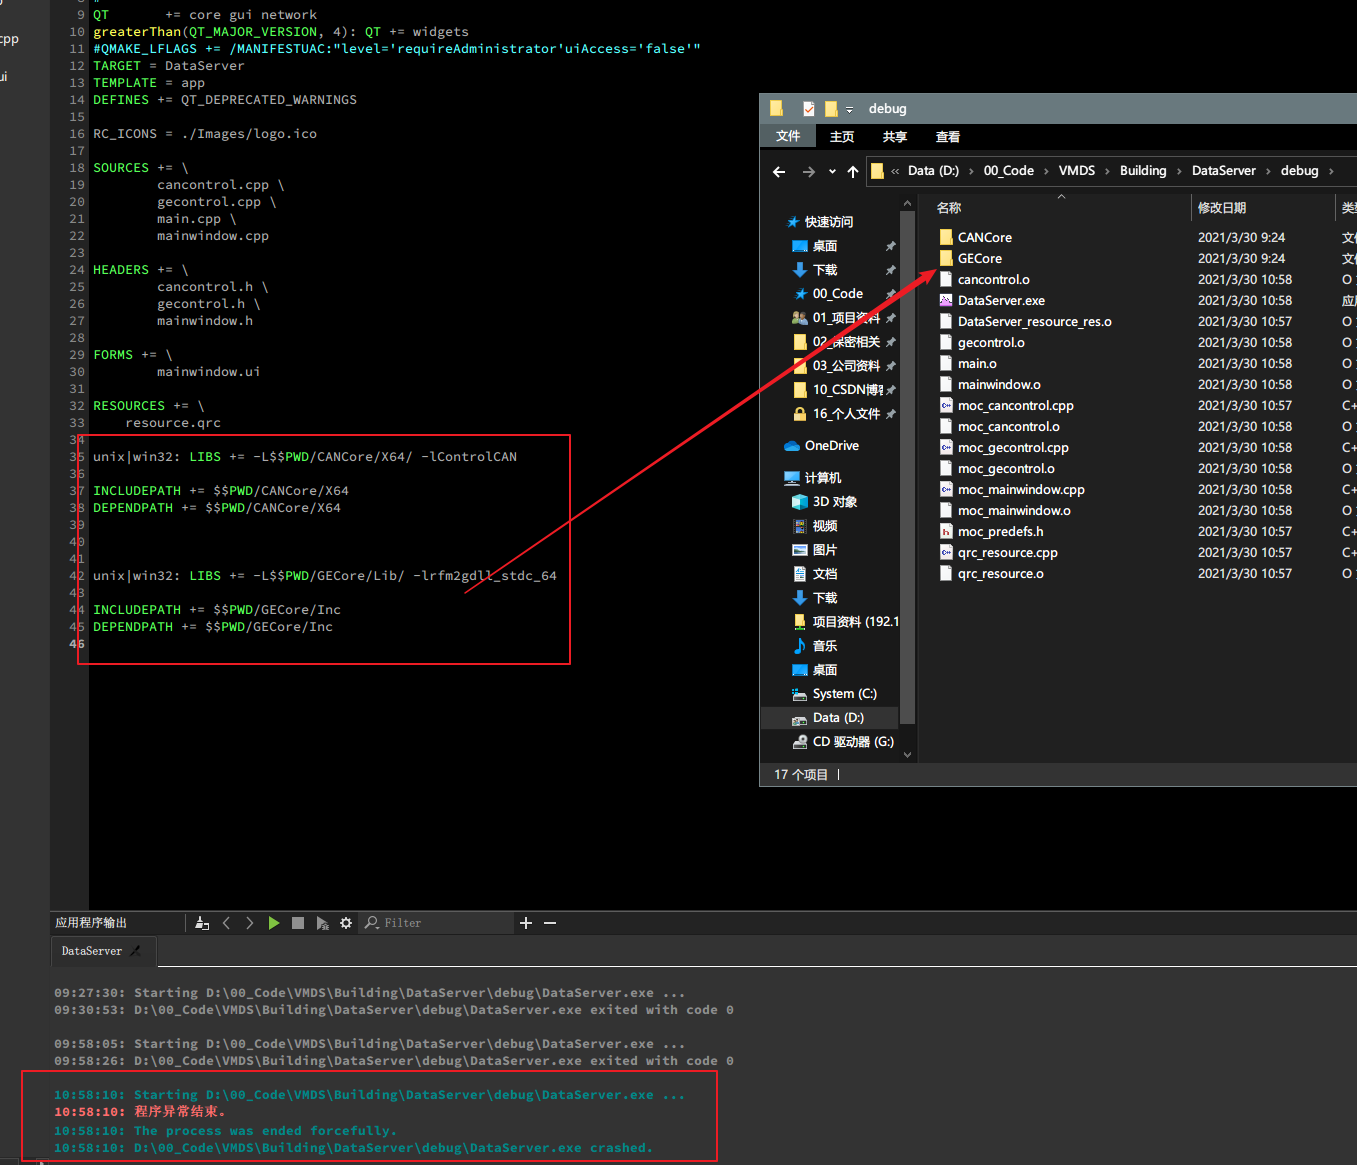 cpp
ui
9 QT       += core gui network
10 greaterThan(QT_MAJOR_VERSION, 4): QT += widgets
11 #QMAKE_LFLAGS += /MANIFESTUAC:"level='requireAdministrator'uiAccess='false'"
12 TARGET = DataServer
13 TEMPLATE = app
14 DEFINES += QT_DEPRECATED_WARNINGS
15
16 RC_ICONS = ./Images/logo.ico
17
18 SOURCES += \
19         cancontrol.cpp \
20         gecontrol.cpp \
21         main.cpp \
22         mainwindow.cpp
23
24 HEADERS += \
25         cancontrol.h \
26         gecontrol.h \
27         mainwindow.h
28
29 FORMS += \
30         mainwindow.ui
31
32 RESOURCES += \
33     resource.qrc
34
35 unix|win32: LIBS += -L$$PWD/CANCore/X64/ -lControlCAN
36
37 INCLUDEPATH += $$PWD/CANCore/X64
38 DEPENDPATH += $$PWD/CANCore/X64
39
40
41
42 unix|win32: LIBS += -L$$PWD/GECore/Lib/ -lrfm2gdll_stdc_64
43
44 INCLUDEPATH += $$PWD/GECore/Inc
45 DEPENDPATH += $$PWD/GECore/Inc
46
debug
文件 主页 共享 查看
« Data (D:) › 00_Code › VMDS › Building › DataServer › debug ›
快速访问
桌面
下载
00_Code
01_项目资料
02_保密相关
03_公司资料
10_CSDN博客
16_个人文件
OneDrive
计算机
3D 对象
视频
图片
文档
下载
项目资料 (192.1
音乐
桌面
System (C:)
Data (D:)
CD 驱动器 (G:)
名称 修改日期 类型
CANCore 2021/3/30 9:24 文件
GECore 2021/3/30 9:24 文件
cancontrol.o 2021/3/30 10:58 O
DataServer.exe 2021/3/30 10:58 应
DataServer_resource_res.o 2021/3/30 10:57 O
gecontrol.o 2021/3/30 10:58 O
main.o 2021/3/30 10:58 O
mainwindow.o 2021/3/30 10:58 O
moc_cancontrol.cpp 2021/3/30 10:57 C+
moc_cancontrol.o 2021/3/30 10:58 O
moc_gecontrol.cpp 2021/3/30 10:58 C+
moc_gecontrol.o 2021/3/30 10:58 O
moc_mainwindow.cpp 2021/3/30 10:58 C+
moc_mainwindow.o 2021/3/30 10:58 O
moc_predefs.h 2021/3/30 10:57 C+
qrc_resource.cpp 2021/3/30 10:57 C+
qrc_resource.o 2021/3/30 10:57 O
17 个项目
应用程序输出 Filter
DataServer
09:27:30: Starting D:\00_Code\VMDS\Building\DataServer\debug\DataServer.exe ...
09:30:53: D:\00_Code\VMDS\Building\DataServer\debug\DataServer.exe exited with code 0
09:58:05: Starting D:\00_Code\VMDS\Building\DataServer\debug\DataServer.exe ...
09:58:26: D:\00_Code\VMDS\Building\DataServer\debug\DataServer.exe exited with code 0
10:58:10: Starting D:\00_Code\VMDS\Building\DataServer\debug\DataServer.exe ...
10:58:10: 程序异常结束。
10:58:10: The process was ended forcefully.
10:58:10: D:\00_Code\VMDS\Building\DataServer\debug\DataServer.exe crashed.